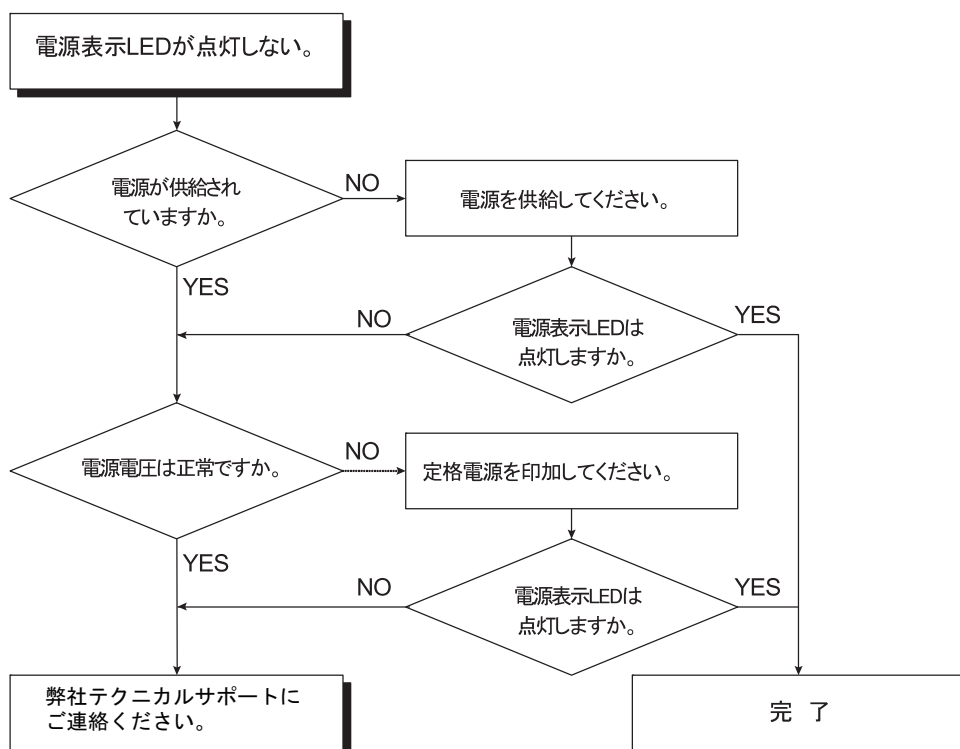 電源表示LEDが点灯しない。
電源が供給され
ていますか。
NO
電源を供給してください。
YES
NO
電源表示LEDは
点灯しますか。
YES
電源電圧は正常ですか。
NO
定格電源を印加してください。
YES
NO
電源表示LEDは
点灯しますか。
YES
弊社テクニカルサポートに
ご連絡ください。
完 了